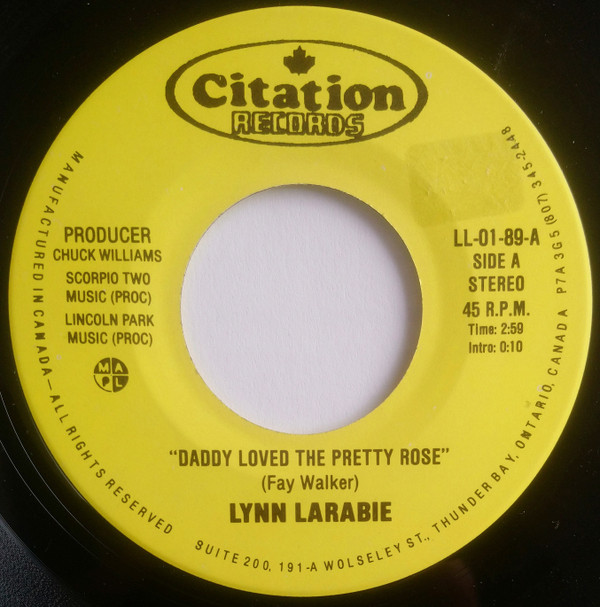 Citation
RECORDS
PRODUCER
CHUCK WILLIAMS
SCORPIO TWO
MUSIC (PROC)
LINCOLN PARK
MUSIC (PROC)
M A P L
LL-01-89-A
SIDE A
STEREO
45 R.P.M.
Time: 2:59
Intro: 0:10
"DADDY LOVED THE PRETTY ROSE"
(Fay Walker)
LYNN LARABIE
MANUFACTURED IN CANADA — ALL RIGHTS RESERVED
SUITE 200, 191-A WOLSELEY ST., THUNDER BAY, ONTARIO, CANADA P7A 3G5 (807) 345-2448